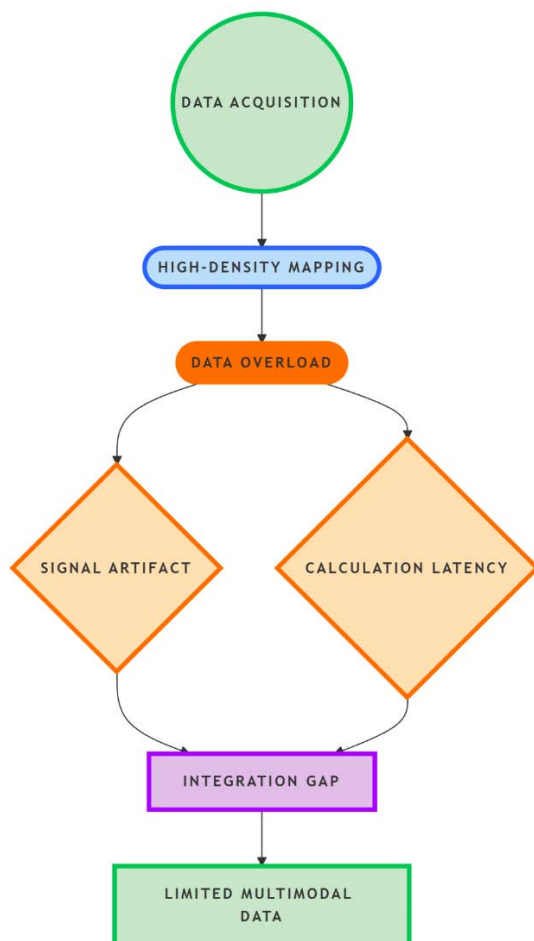 DATA ACQUISITION
HIGH-DENSITY MAPPING
DATA OVERLOAD
SIGNAL ARTIFACT
CALCULATION LATENCY
INTEGRATION GAP
LIMITED MULTIMODAL
DATA